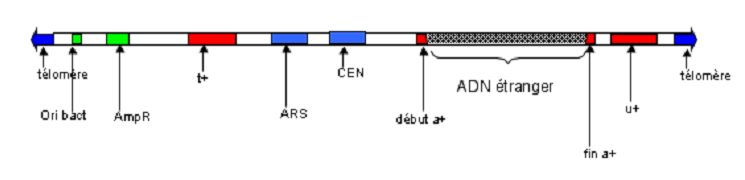 télomère
Ori bact
AmpR
t+
ARS
CEN
début a+
ADN étranger
fin a+
u+
télomère